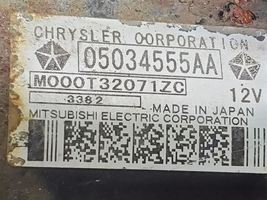 CHRYSLER CORPORATION
05034555AA
M000T32071ZC
12V
3382
MADE IN JAPAN
MITSUBISHI ELECTRIC CORPORATION